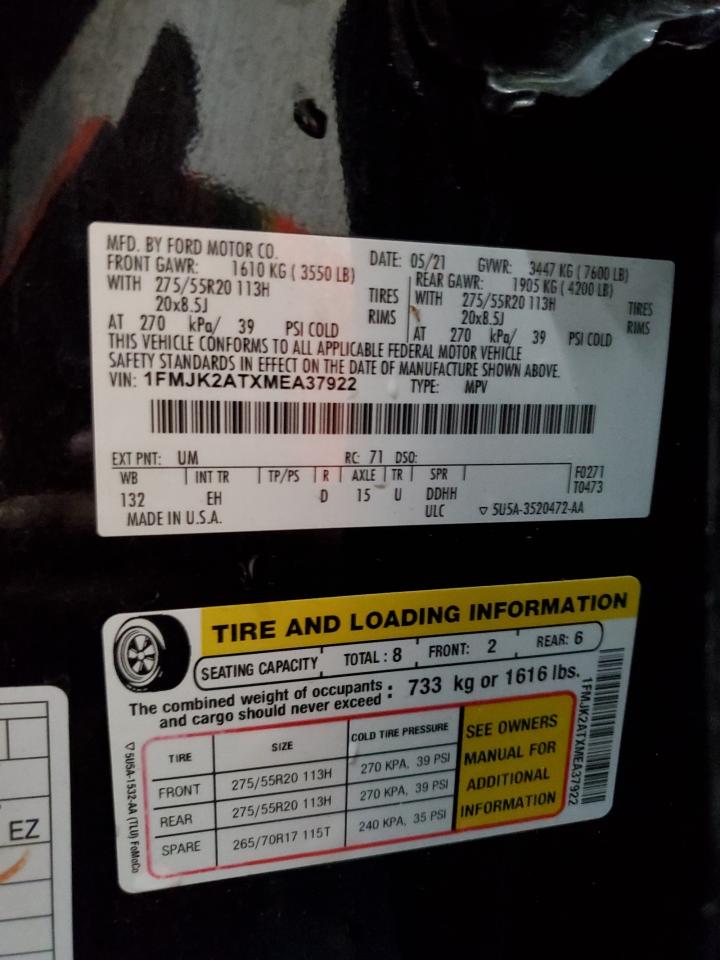 MFD. BY FORD MOTOR CO. DATE: 05/21 GVWR: 3447 KG ( 7600 LB)
FRONT GAWR: 1610 KG ( 3550 LB) REAR GAWR: 1905 KG ( 4200 LB)
WITH 275/55R20 113H TIRES WITH 275/55R20 113H TIRES
20x8.5J RIMS 20x8.5J RIMS
AT 270 kPa/ 39 PSI COLD AT 270 kPa/ 39 PSI COLD
THIS VEHICLE CONFORMS TO ALL APPLICABLE FEDERAL MOTOR VEHICLE
SAFETY STANDARDS IN EFFECT ON THE DATE OF MANUFACTURE SHOWN ABOVE.
VIN: 1FMJK2ATXMEA37922 TYPE: MPV
EXT PNT: UM RC: 71 DSO:
WB INT TR TP/PS R AXLE TR SPR F0271
132 EH D 15 U DDHH T0473
MADE IN U.S.A. ULC ▽ 5U5A-3520472-AA
TIRE AND LOADING INFORMATION
SEATING CAPACITY TOTAL : 8 FRONT: 2 REAR: 6
The combined weight of occupants
and cargo should never exceed : 733 kg or 1616 lbs.
TIRE SIZE COLD TIRE PRESSURE
FRONT 275/55R20 113H 270 KPA, 39 PSI
REAR 275/55R20 113H 270 KPA, 39 PSI
SPARE 265/70R17 115T 240 KPA, 35 PSI
SEE OWNERS
MANUAL FOR
ADDITIONAL
INFORMATION
1FMJK2ATXMEA37922
▽ 5U5A-1532-AA (TLU) FoMoCo
EZ